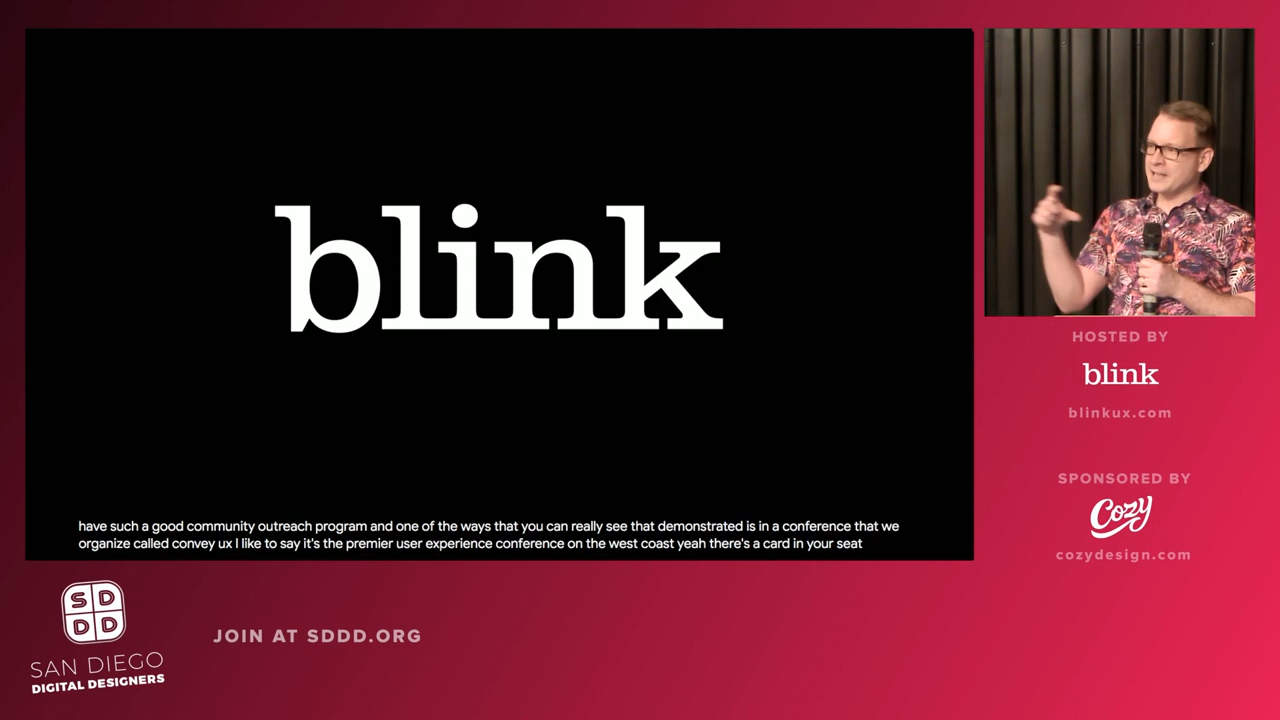 blink
have such a good community outreach program and one of the ways that you can really see that demonstrated is in a conference that we
organize called convey ux I like to say it's the premier user experience conference on the west coast yeah there's a card in your seat
HOSTED BY
blink
blinkux.com
SPONSORED BY
Cozy
cozydesign.com
SD
DD
SAN DIEGO
DIGITAL DESIGNERS
JOIN AT SDDD.ORG